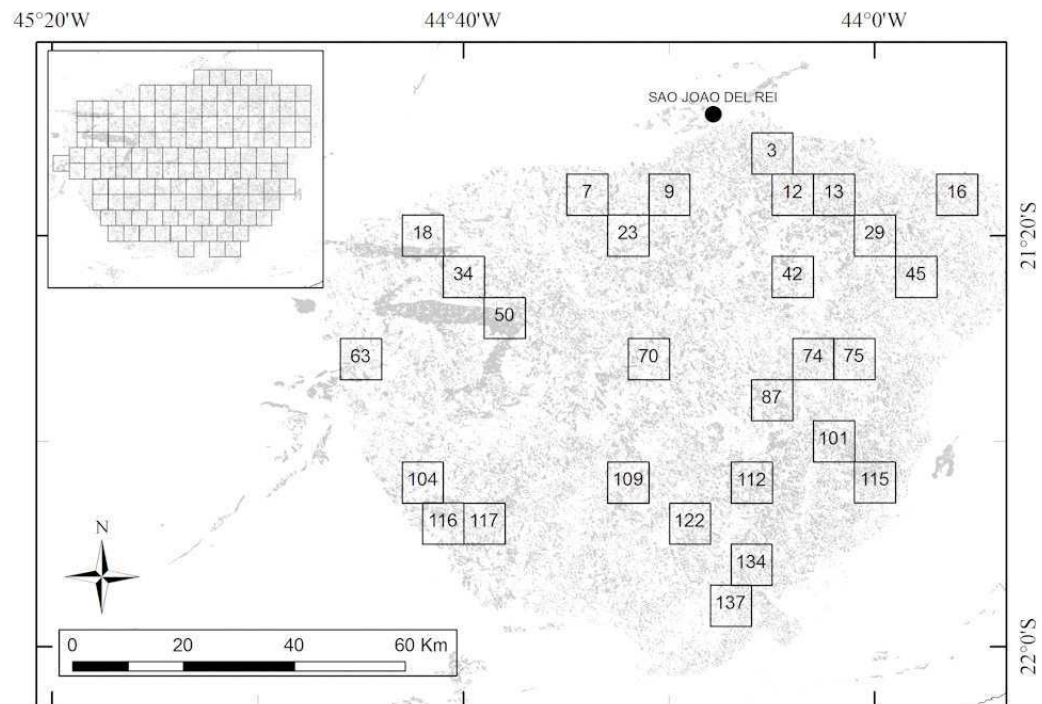 45°20'W 44°40'W 44°0'W
SAO JOAO DEL REI
3
7 9 12 13 16
18 23 29
21°20'S
34 42 45
50
63 70 74 75
87
101
104 109 112 115
116 117 122
N
134
137
0 20 40 60 Km
22°0'S